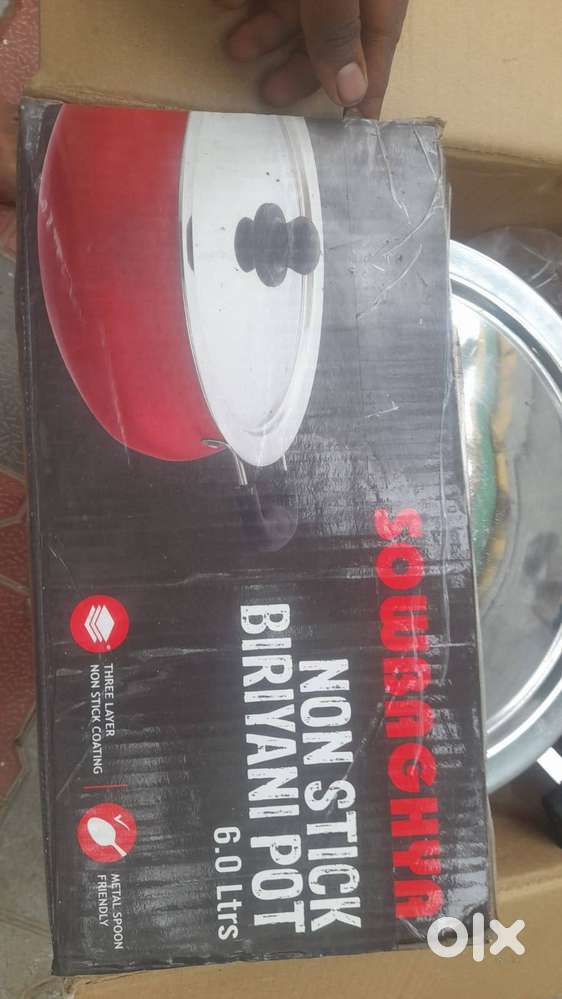 SOWBAGHYA
NON STICK
BIRIYANI POT
6.0 Ltrs
THREE LAYER
NON STICK COATING
METAL SPOON
FRIENDLY
olx